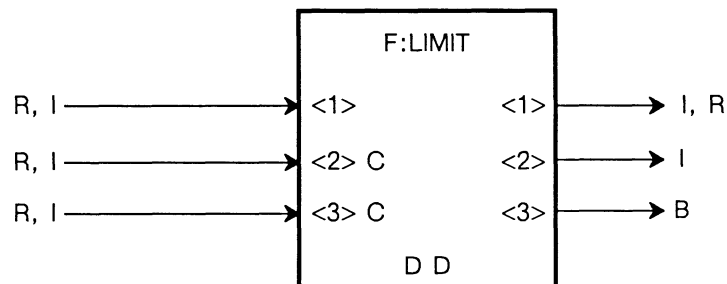 F:LIMIT
R, I <1> <1> I, R
R, I <2> C <2> I
R, I <3> C <3> B
D D